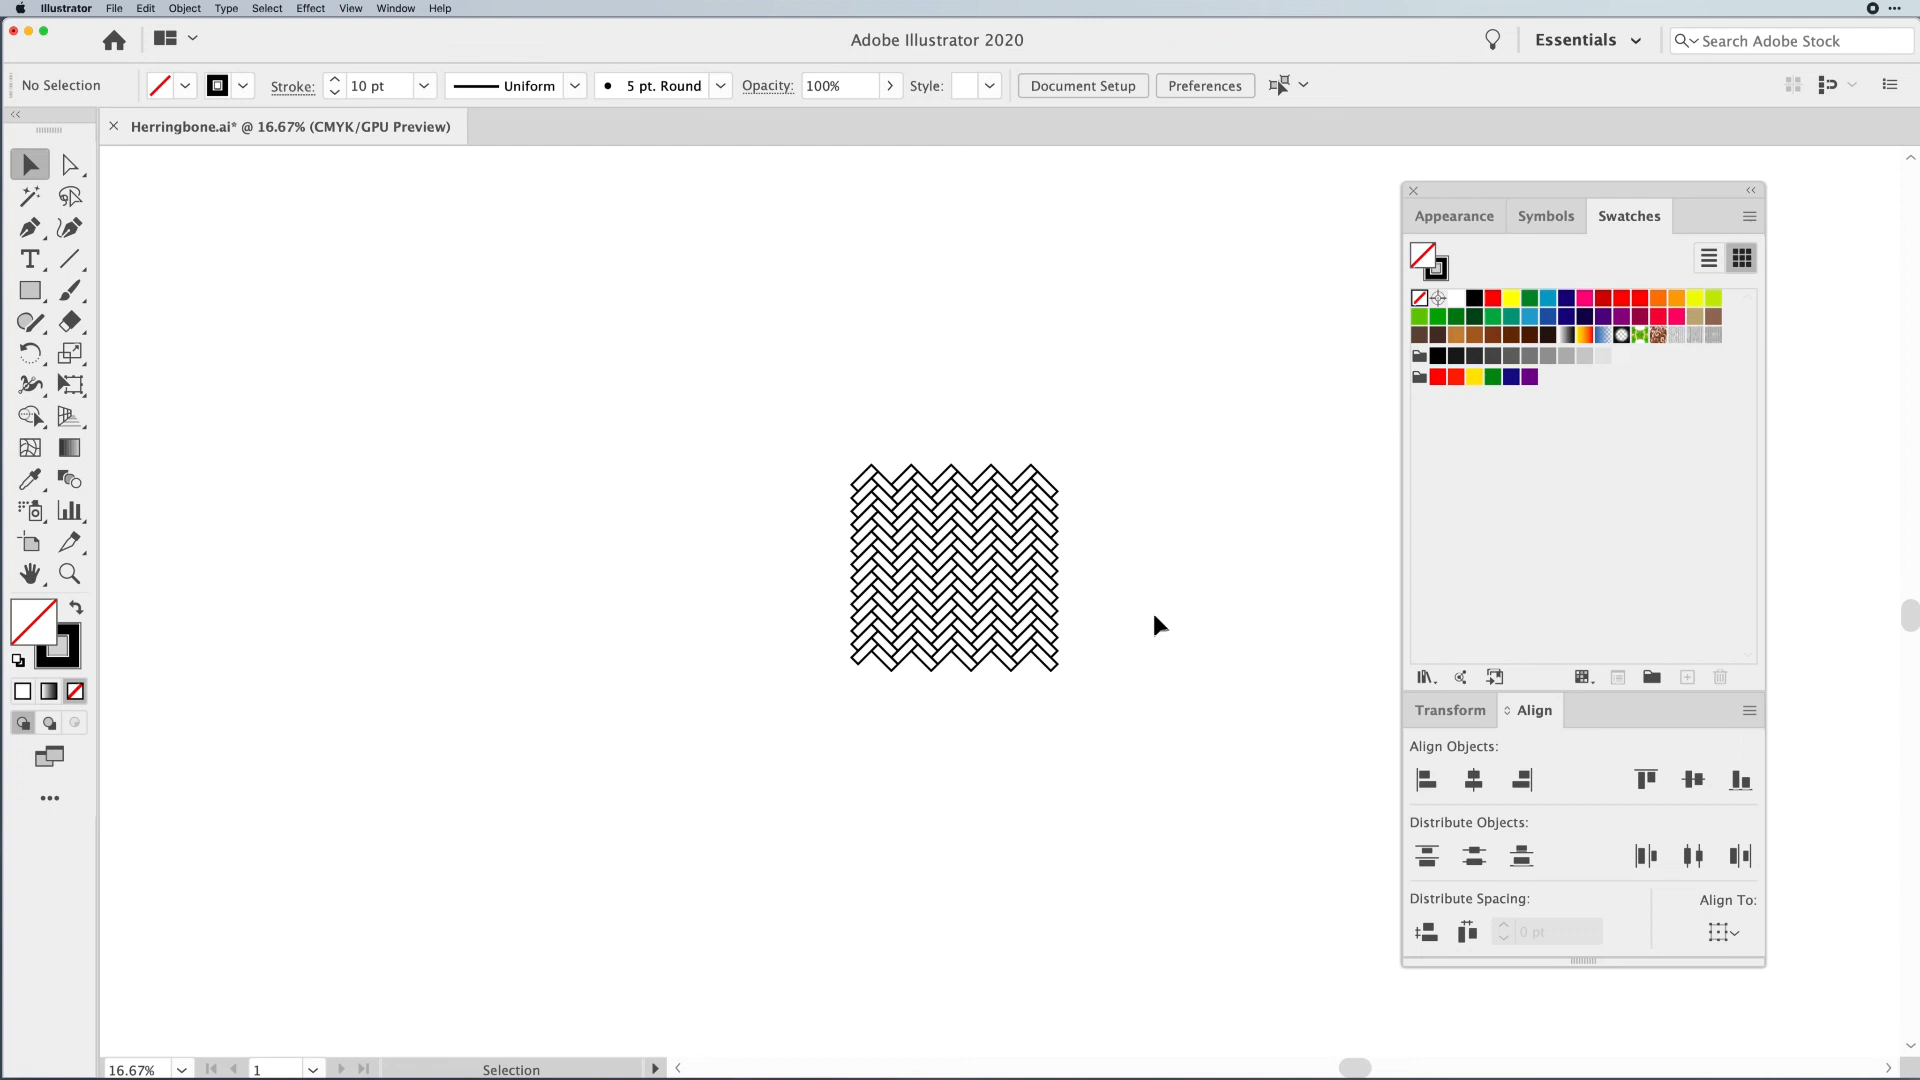 Illustrator File Edit Object Type Select Effect View Window Help
Adobe Illustrator 2020
Essentials
Search Adobe Stock
No Selection
Stroke:
10 pt
Uniform
5 pt. Round
Opacity:
100%
Style:
Document Setup
Preferences
Herringbone.ai* @ 16.67% (CMYK/GPU Preview)
Appearance
Symbols
Swatches
Transform
Align
Align Objects:
Distribute Objects:
Distribute Spacing:
Align To:
0 pt
16.67%
1
Selection